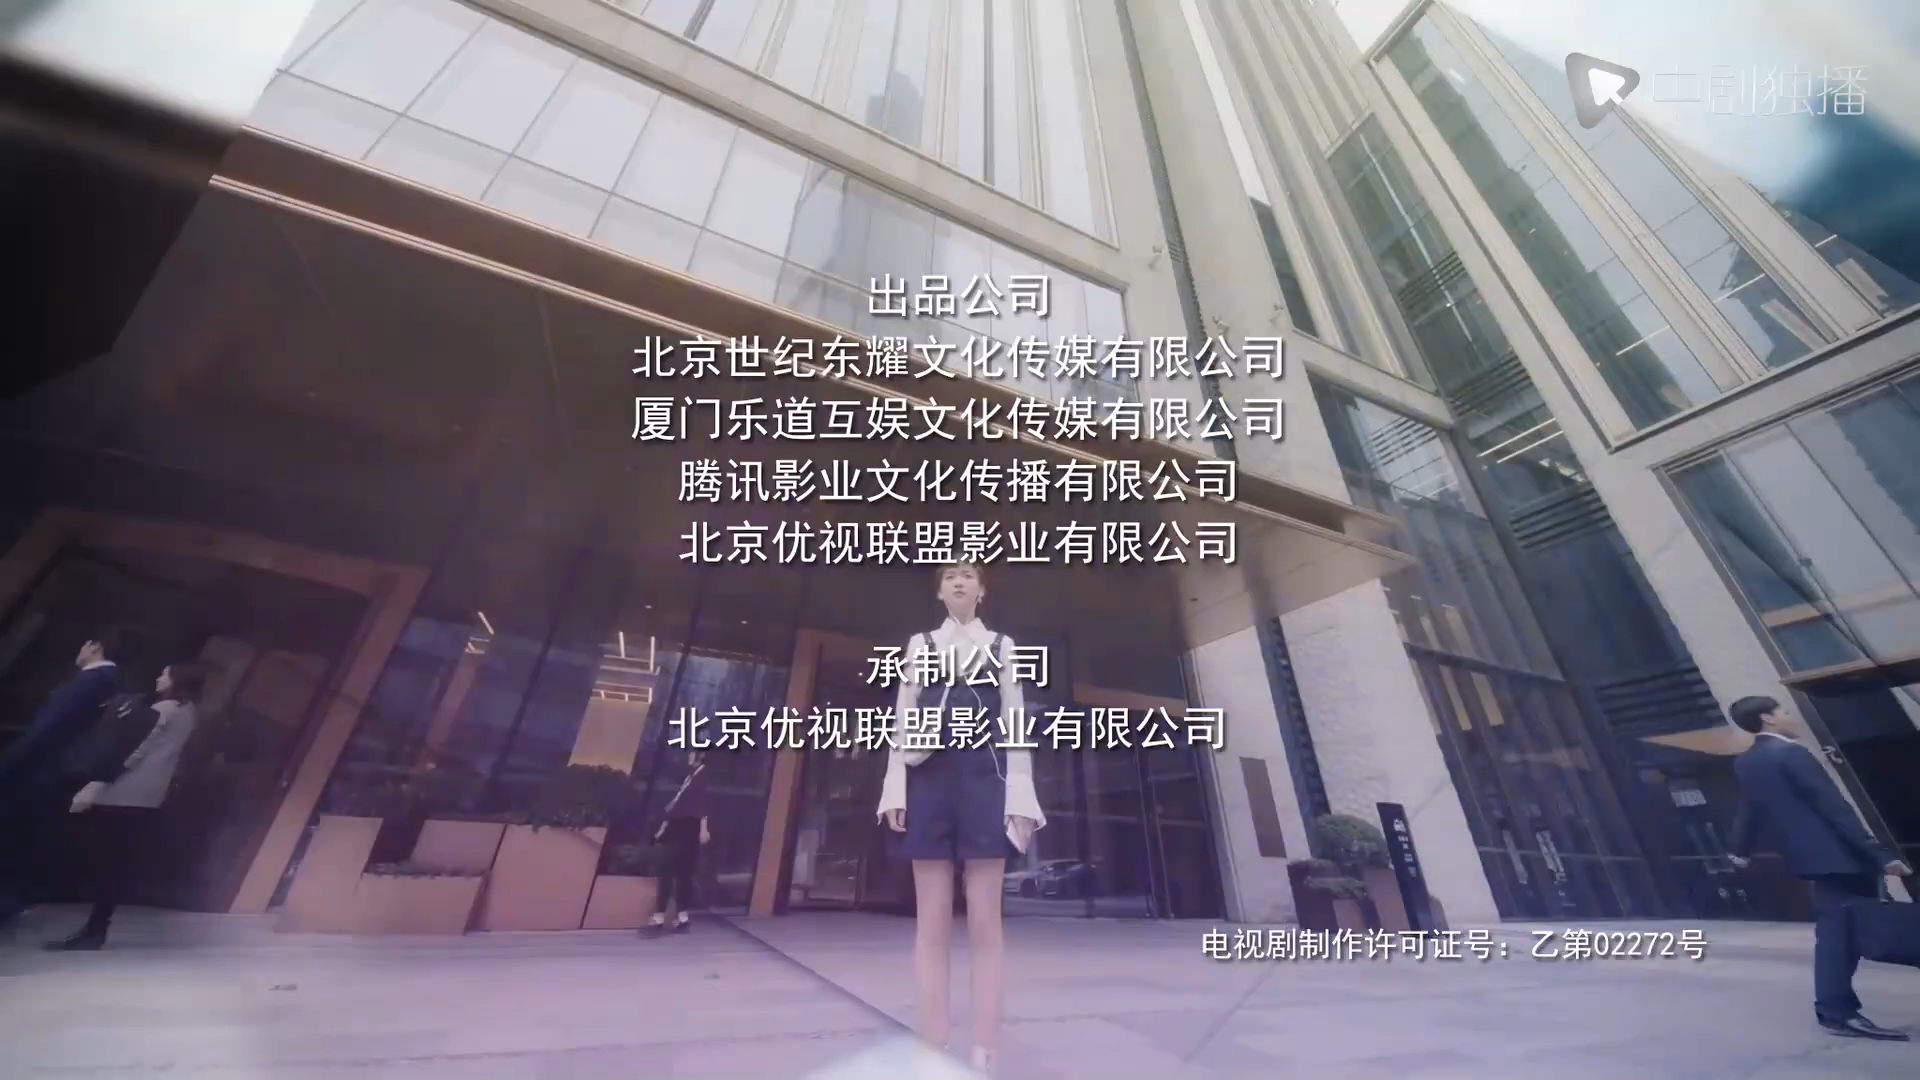 中剧独播
出品公司
北京世纪东耀文化传媒有限公司
厦门乐道互娱文化传媒有限公司
腾讯影业文化传播有限公司
北京优视联盟影业有限公司
承制公司
北京优视联盟影业有限公司
电视剧制作许可证号：乙第02272号